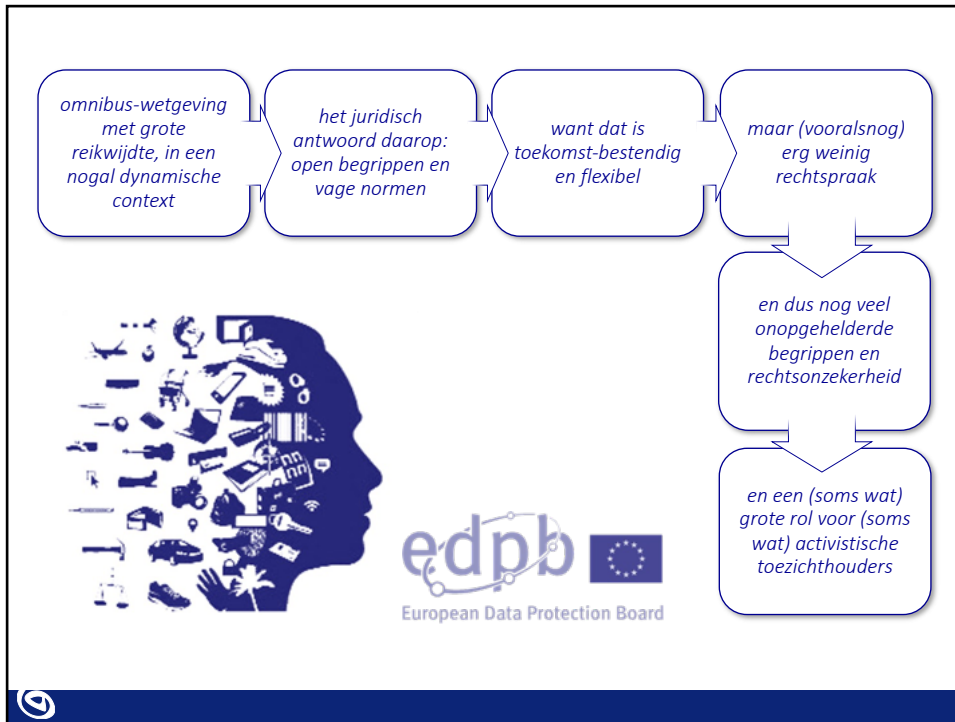 omnibus-wetgeving
met grote
reikwijdte, in een
nogal dynamische
context
het juridisch
antwoord daarop:
open begrippen en
vage normen
want dat is
toekomst-bestendig
en flexibel
maar (vooralsnog)
erg weinig
rechtspraak
en dus nog veel
onopgehelderde
begrippen en
rechtsonzekerheid
en een (soms wat)
grote rol voor (soms
wat) activistische
toezichthouders
edpb
European Data Protection Board